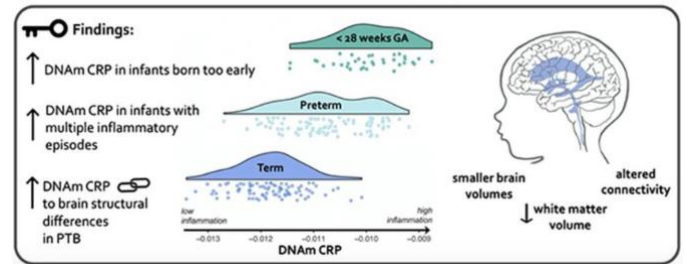 Findings:
DNAm CRP in infants born too early
DNAm CRP in infants with
multiple inflammatory
episodes
DNAm CRP
to brain structural
differences
in PTB
< 28 weeks GA
Preterm
Term
low
inflammation
high
inflammation
-0.013 -0.012 -0.011 -0.010 -0.009
DNAm CRP
smaller brain
volumes
altered
connectivity
white matter
volume